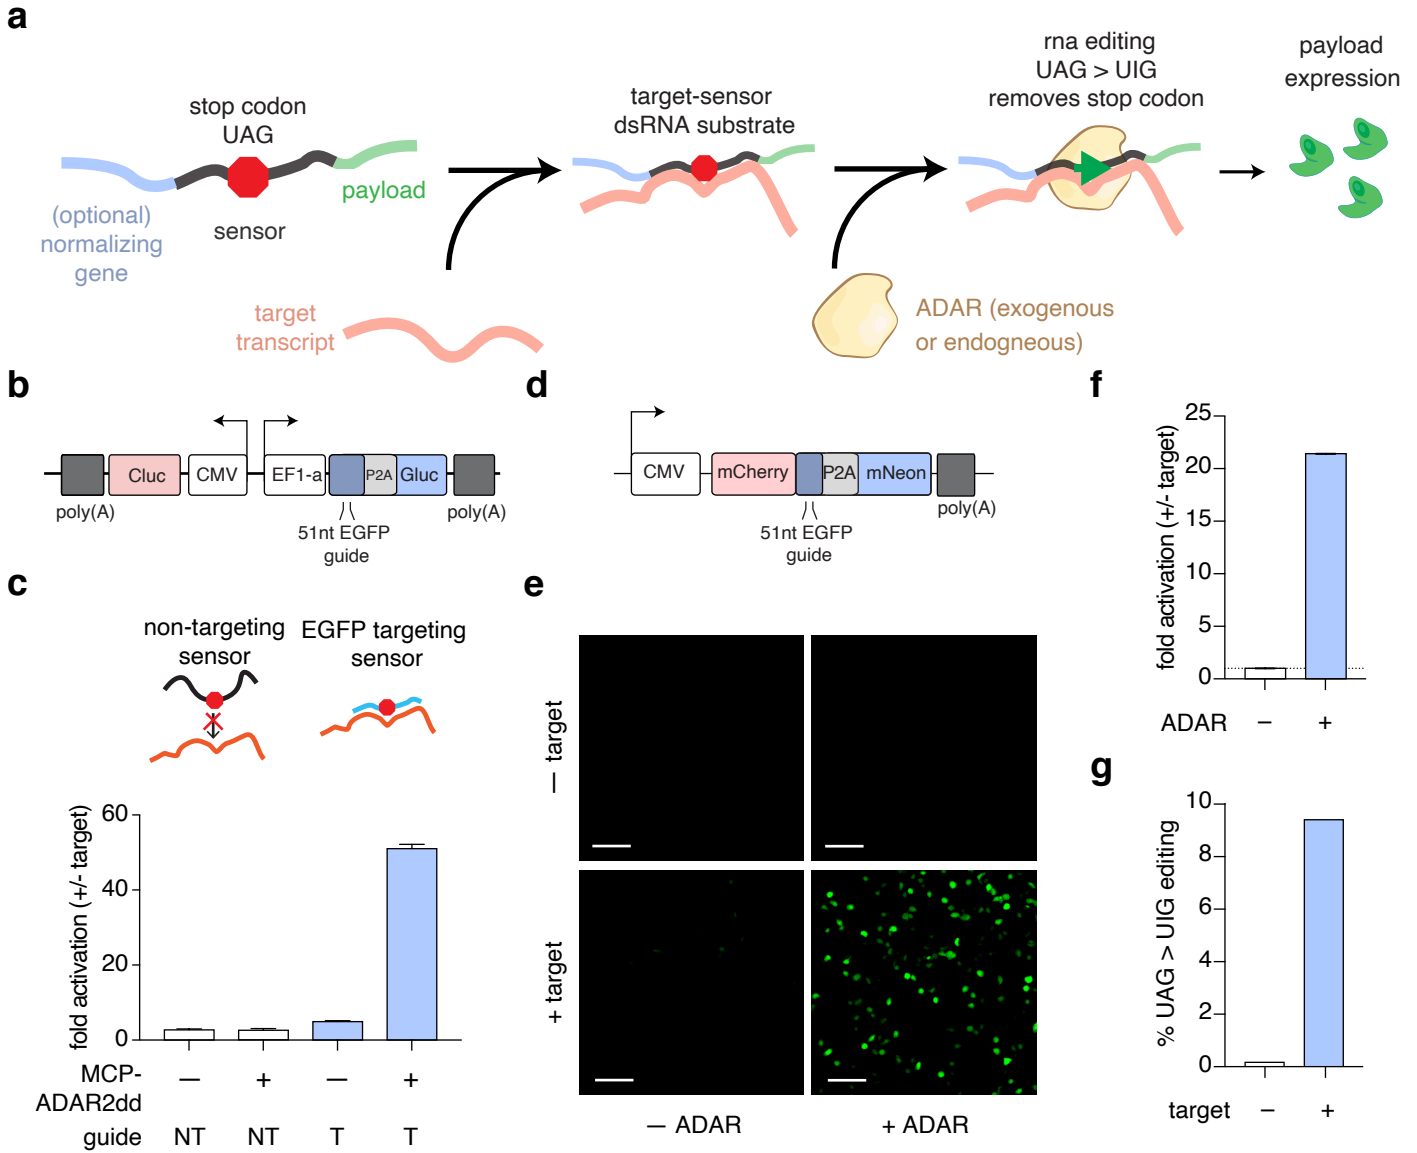 a
stop codon
UAG
(optional)
normalizing
gene
sensor
payload
target
transcript
target-sensor
dsRNA substrate
rna editing
UAG > UIG
removes stop codon
payload
expression
ADAR (exogenous
or endogneous)
b
Cluc
CMV
EF1-a
P2A
Gluc
poly(A)
poly(A)
51nt EGFP
guide
c
non-targeting
sensor
EGFP targeting
sensor
fold activation (+/- target)
60
40
20
0
MCP-
ADAR2dd
— + — +
guide NT NT T T
d
CMV
mCherry
P2A
mNeon
poly(A)
51nt EGFP
guide
e
— target
+ target
— ADAR
+ ADAR
f
fold activation (+/- target)
25
20
15
10
5
0
ADAR – +
g
% UAG > UIG editing
10
8
6
4
2
0
target – +